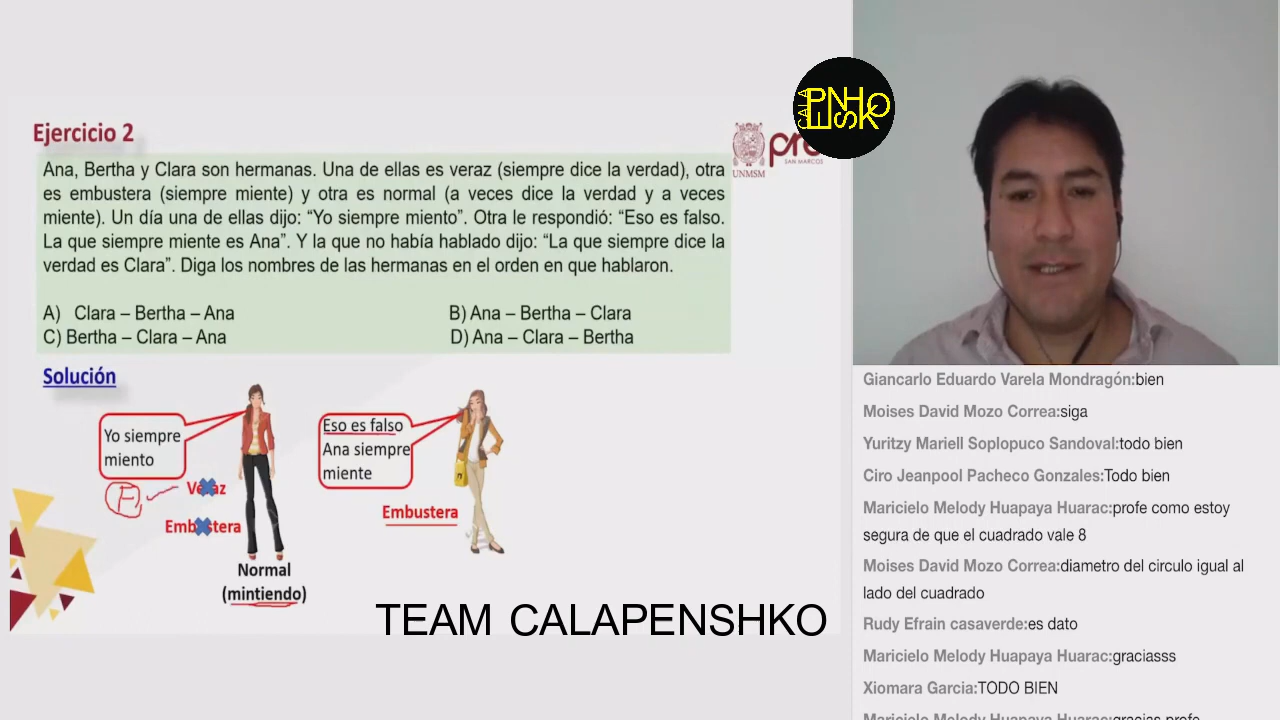 Ejercicio 2
Ana, Bertha y Clara son hermanas. Una de ellas es veraz (siempre dice la verdad), otra
es embustera (siempre miente) y otra es normal (a veces dice la verdad y a veces
miente). Un día una de ellas dijo: “Yo siempre miento”. Otra le respondió: “Eso es falso.
La que siempre miente es Ana”. Y la que no había hablado dijo: “La que siempre dice la
verdad es Clara”. Diga los nombres de las hermanas en el orden en que hablaron.
A) Clara – Bertha – Ana
B) Ana – Bertha – Clara
C) Bertha – Clara – Ana
D) Ana – Clara – Bertha
UNMSM
SAN MARCOS
CALA
PENSHKO
Solución
Yo siempre
miento
F
Veraz
Embustera
Normal
(mintiendo)
Eso es falso
Ana siempre
miente
Embustera
TEAM CALAPENSHKO
Giancarlo Eduardo Varela Mondragón:bien
Moises David Mozo Correa:siga
Yuritzy Mariell Soplopuco Sandoval:todo bien
Ciro Jeanpool Pacheco Gonzales:Todo bien
Maricielo Melody Huapaya Huarac:profe como estoy
segura de que el cuadrado vale 8
Moises David Mozo Correa:diametro del circulo igual al
lado del cuadrado
Rudy Efrain casaverde:es dato
Maricielo Melody Huapaya Huarac:graciasss
Xiomara Garcia:TODO BIEN
Maricielo Melody Huapaya Huarac:gracias profe